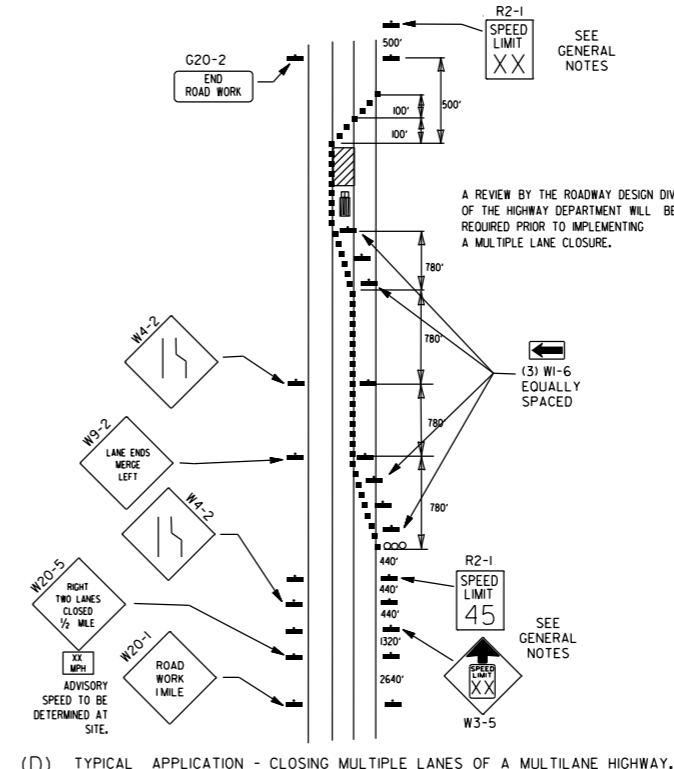 R2-1
SPEED
LIMIT
XX
SEE
GENERAL
NOTES
500'
G20-2
END
ROAD WORK
100'
500'
100'
A REVIEW BY THE ROADWAY DESIGN DIV
OF THE HIGHWAY DEPARTMENT WILL BE
REQUIRED PRIOR TO IMPLEMENTING
A MULTIPLE LANE CLOSURE.
780'
W4-2
780'
(3) W1-6
EQUALLY
SPACED
W9-2
LANE ENDS
MERGE
LEFT
780'
W4-2
780'
440'
R2-1
SPEED
LIMIT
45
W20-5
RIGHT
TWO LANES
CLOSED
1/2 MILE
440'
440'
SEE
GENERAL
NOTES
1320'
XX
MPH
W20-1
ROAD
WORK
1 MILE
2640'
SPEED
LIMIT
XX
W3-5
ADVISORY
SPEED TO BE
DETERMINED AT
SITE.
(D) TYPICAL APPLICATION - CLOSING MULTIPLE LANES OF A MULTILANE HIGHWAY.